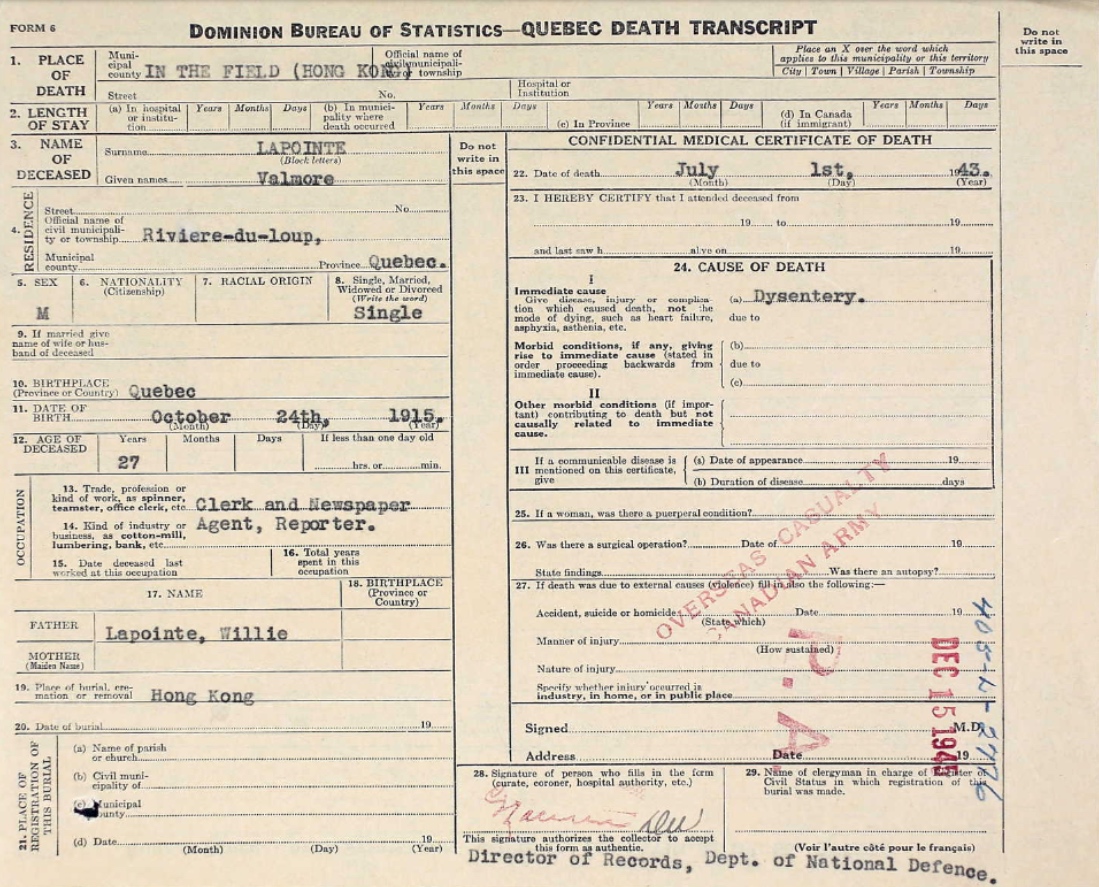 FORM 6
DOMINION BUREAU OF STATISTICS—QUEBEC DEATH TRANSCRIPT
Do not write in this space
1. PLACE OF DEATH
Municipal county IN THE FIELD (HONG KONG)
Official name of civil municipality or township
Place an X over the word which applies to this municipality or this territory
City | Town | Village | Parish | Township
Street
No.
Hospital or Institution
2. LENGTH OF STAY
(a) In hospital or institution
Years Months Days
(b) In municipality where death occurred
Years Months Days
(c) In Province
Years Months Days
(d) In Canada (if immigrant)
Years Months Days
3. NAME OF DECEASED
Surname LAPOINTE
(Block letters)
Given names Valmore
Do not write in this space
4. RESIDENCE
Street No.
Official name of civil municipality or township Riviere-du-loup,
Municipal county Province Quebec.
5. SEX
M
6. NATIONALITY
(Citizenship)
7. RACIAL ORIGIN
8. Single, Married, Widowed or Divorced
(Write the word)
Single
9. If married give name of wife or husband of deceased
10. BIRTHPLACE
(Province or Country) Quebec
11. DATE OF BIRTH October 24th, 1915.
(Month) (Day) (Year)
12. AGE OF DECEASED
Years Months Days If less than one day old
27
hrs. or min.
OCCUPATION
13. Trade, profession or kind of work, as spinner, teamster, office clerk, etc. Clerk and Newspaper
14. Kind of industry or business, as cotton-mill, lumbering, bank, etc. Agent, Reporter.
15. Date deceased last worked at this occupation
16. Total years spent in this occupation
17. NAME
18. BIRTHPLACE (Province or Country)
FATHER
Lapointe, Willie
MOTHER
(Maiden Name)
19. Place of burial, cremation or removal Hong Kong
20. Date of burial 19
21. PLACE OF REGISTRATION OF THIS BURIAL
(a) Name of parish or church
(b) Civil municipality of
(c) Municipal county
(d) Date 19
(Month) (Day) (Year)
CONFIDENTIAL MEDICAL CERTIFICATE OF DEATH
22. Date of death July 1st, 1943.
(Month) (Day) (Year)
23. I HEREBY CERTIFY that I attended deceased from
19 to 19
and last saw h alive on 19
24. CAUSE OF DEATH
I
Immediate cause
Give disease, injury or complication which caused death, not the mode of dying, such as heart failure, asphyxia, asthenia, etc.
(a) Dysentery.
due to
Morbid conditions, if any, giving rise to immediate cause (stated in order proceeding backwards from immediate cause).
(b)
due to
(c)
II
Other morbid conditions (if important) contributing to death but not causally related to immediate cause.
III If a communicable disease is mentioned on this certificate, give
(a) Date of appearance 19
(b) Duration of disease days
25. If a woman, was there a puerperal condition?
26. Was there a surgical operation? Date of 19
State findings Was there an autopsy?
27. If death was due to external causes (violence) fill in also the following:—
Accident, suicide or homicide Date 19
(State which)
Manner of injury
(How sustained)
Nature of injury
Specify whether injury occurred in industry, in home, or in public place
OVERSEAS CASUALTY
CANADIAN ARMY
P. A.
DEC 15 1945
Signed M.D.
Address Date 19
28. Signature of person who fills in the form (curate, coroner, hospital authority, etc.)
This signature authorizes the collector to accept this form as authentic.
29. Name of clergyman in charge of Register of Civil Status in which registration of this burial was made.
(Voir l'autre côté pour le français)
Director of Records, Dept. of National Defence.